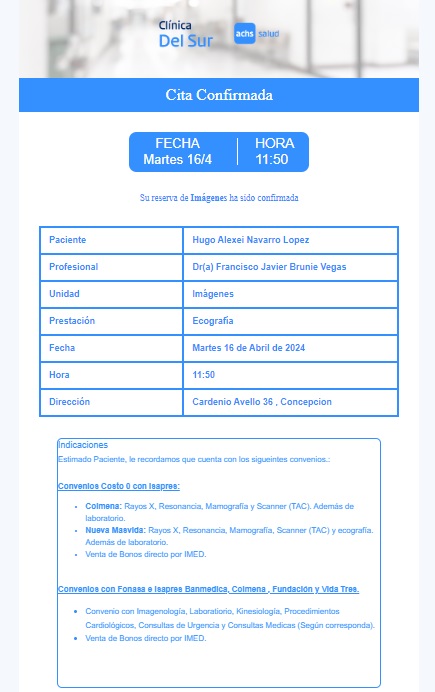 Clínica
Del Sur
achs salud
Cita Confirmada
FECHA HORA
Martes 16/4 11:50
Su reserva de Imágenes ha sido confirmada
Paciente Hugo Alexei Navarro Lopez
Profesional Dr(a) Francisco Javier Brunie Vegas
Unidad Imágenes
Prestación Ecografía
Fecha Martes 16 de Abril de 2024
Hora 11:50
Dirección Cardenio Avello 36 , Concepcion
Indicaciones
Estimado Paciente, le recordamos que cuenta con los sigueintes convenios.:
Convenios Costo 0 con Isapres:
• Colmena: Rayos X, Resonancia, Mamografía y Scanner (TAC). Además de
laboratorio.
• Nueva Masvida: Rayos X, Resonancia, Mamografía, Scanner (TAC) y ecografía.
Además de laboratorio.
• Venta de Bonos directo por IMED.
Convenios con Fonasa e Isapres Banmedica, Colmena , Fundación y Vida Tres.
• Convenio con Imagenología, Laboratiorio, Kinesiología, Procedimientos
Cardiológicos, Consultas de Urgencia y Consultas Medicas (Según corresponda).
• Venta de Bonos directo por IMED.